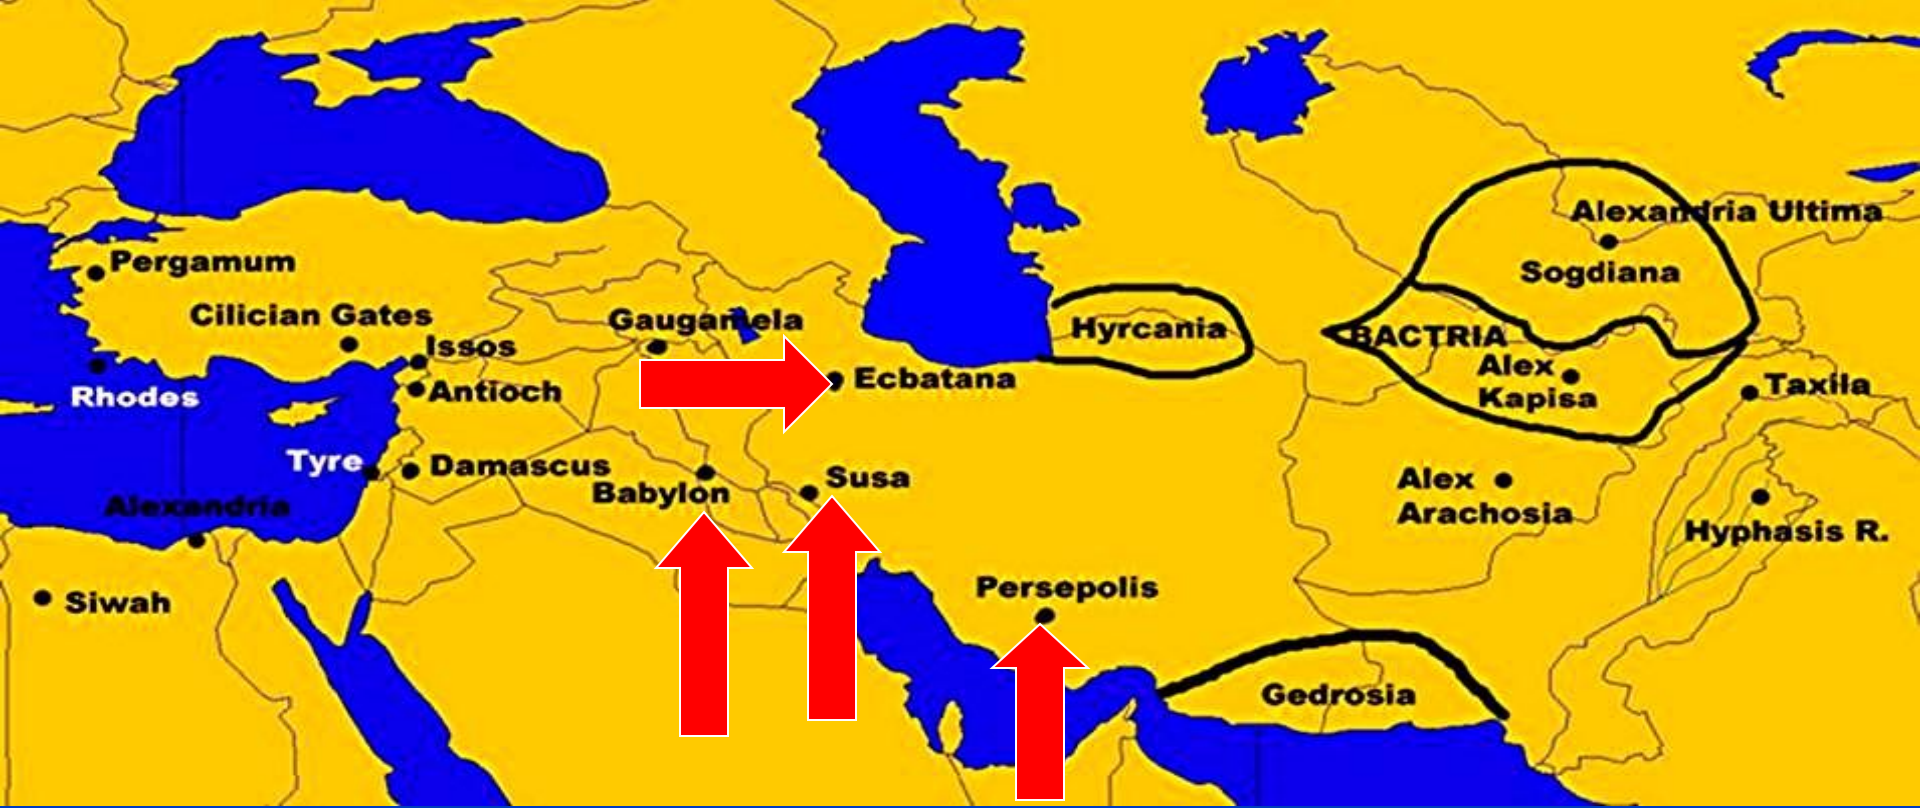 Alexandria Ultima
Pergamum
Sogdiana
Cilician Gates
Gaugamela
Hyrcania
BACTRIA
Issos
Alex
Kapisa
Ecbatana
Taxila
Antioch
Rhodes
Tyre
Damascus
Susa
Babylon
Alex
Arachosia
Alexandria
Hyphasis R.
Persepolis
Siwah
Gedrosia